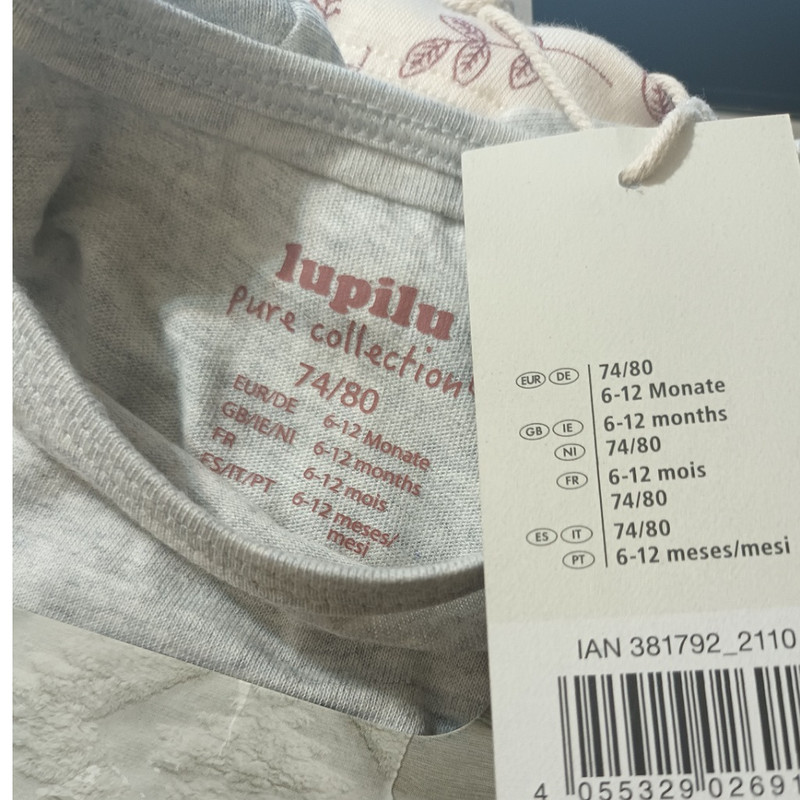 lupilu
pure collection
74/80
EUR/DE 6-12 Monate
GB/IE/NI 6-12 months
FR 6-12 mois
ES/IT/PT 6-12 meses/
mesi
EUR DE 74/80
6-12 Monate
GB IE 6-12 months
NI 74/80
FR 6-12 mois
74/80
ES IT 74/80
PT 6-12 meses/mesi
IAN 381792_2110
4 055329 02691